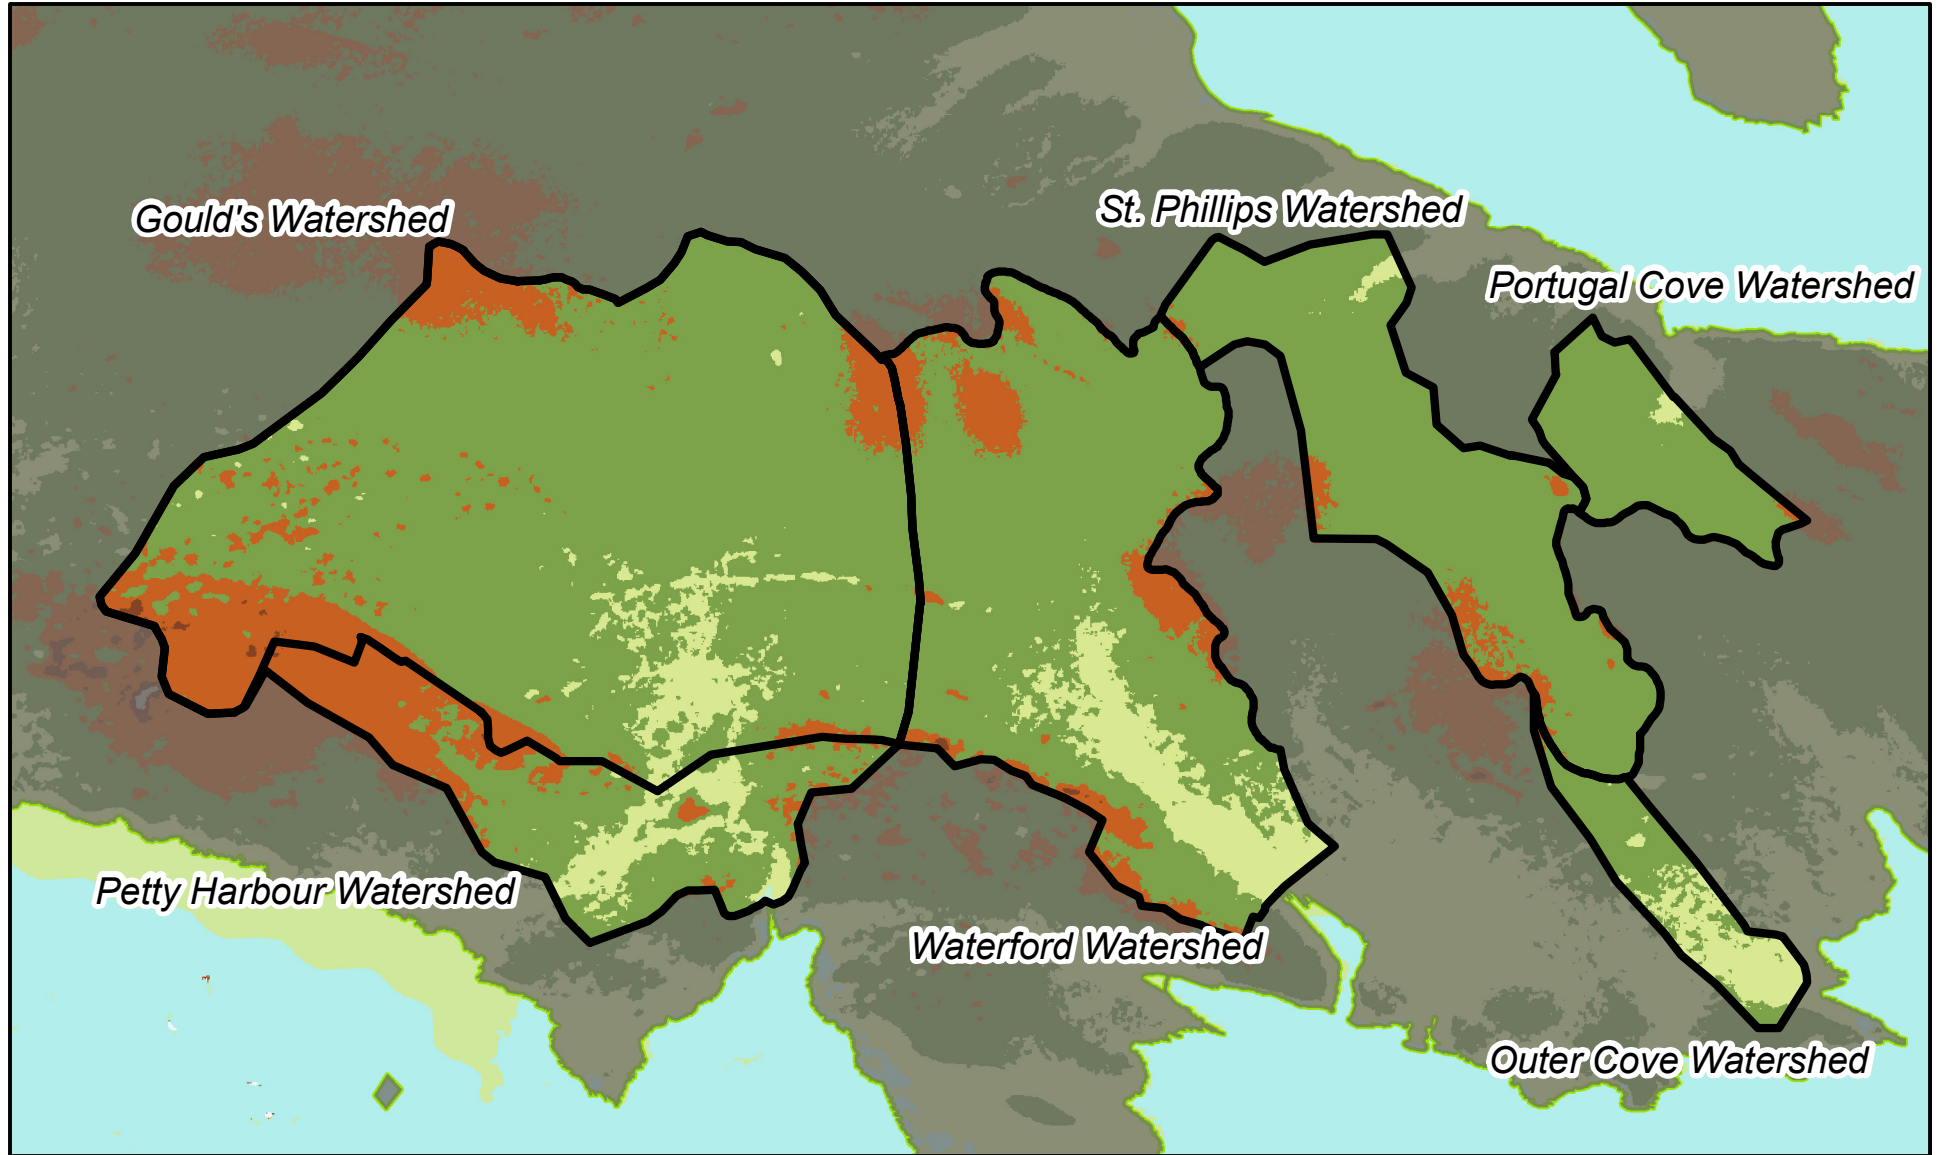 St. Phillips Watershed
Gould's Watershed
Portugal Cove Watershed
Petty Harbour Watershed
Waterford Watershed
Outer Cove Watershed